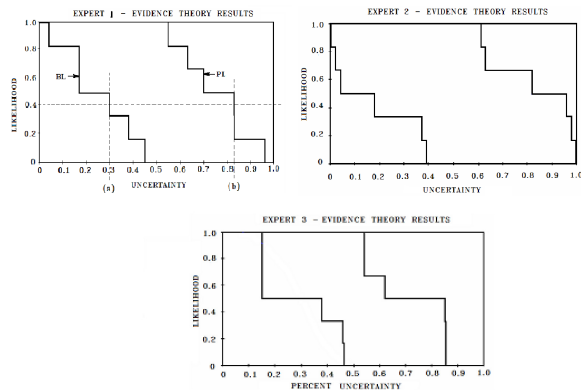 EXPERT 1 - EVIDENCE THEORY RESULTS
LIKELIHOOD
1.0
0.8
0.6
0.4
0.2
0
BL
PL
0 0.1 0.2 0.3 0.4 0.5 0.6 0.7 0.8 0.9 1.0
(a) UNCERTAINTY (b)
EXPERT 2 - EVIDENCE THEORY RESULTS
LIKELIHOOD
1.0
0.8
0.6
0.4
0.2
0
0 0.1 0.2 0.3 0.4 0.5 0.6 0.7 0.8 0.9 1.0
UNCERTAINTY
EXPERT 3 - EVIDENCE THEORY RESULTS
LIKELIHOOD
1.0
0.8
0.6
0.4
0.2
0
0 0.1 0.2 0.3 0.4 0.5 0.6 0.7 0.8 0.9 1.0
PERCENT UNCERTAINTY